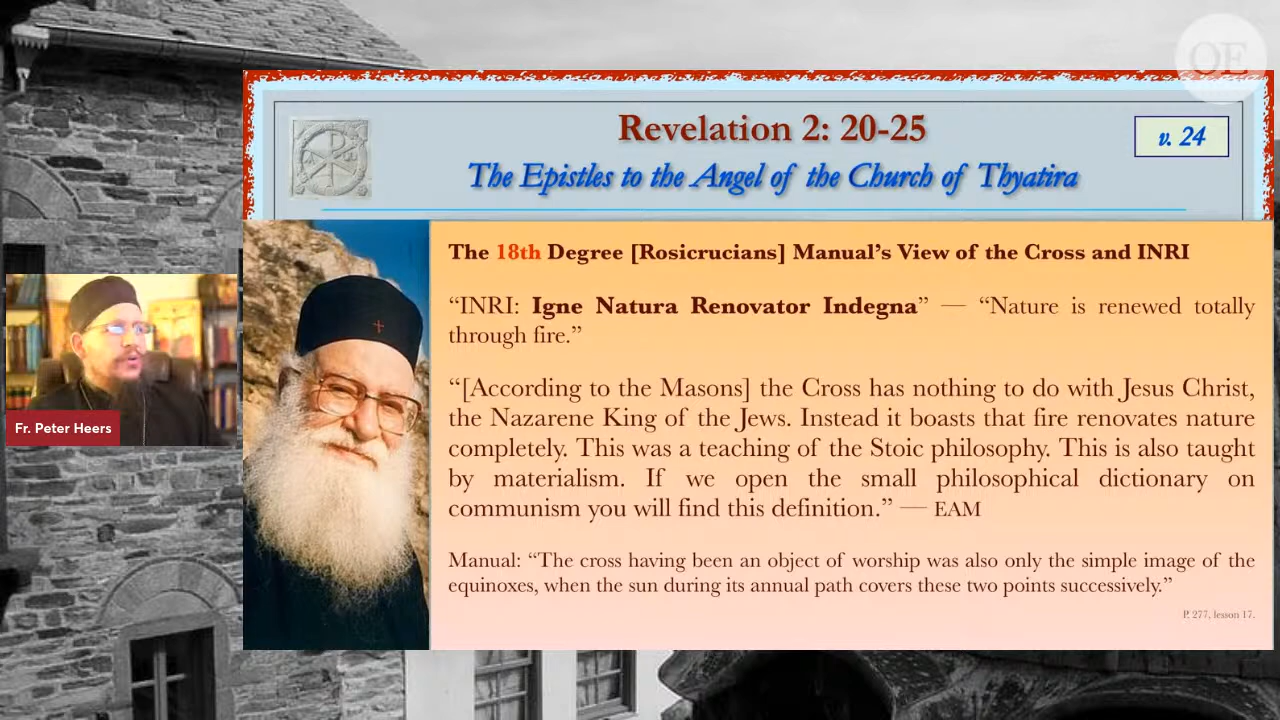 OE
Revelation 2: 20-25
v. 24
The Epistles to the Angel of the Church of Thyatira
The 18th Degree [Rosicrucians] Manual’s View of the Cross and INRI
“INRI: Igne Natura Renovator Indegna” — “Nature is renewed totally
through fire.”
“[According to the Masons] the Cross has nothing to do with Jesus Christ,
the Nazarene King of the Jews. Instead it boasts that fire renovates nature
completely. This was a teaching of the Stoic philosophy. This is also taught
by materialism. If we open the small philosophical dictionary on
communism you will find this definition.” — EAM
Manual: “The cross having been an object of worship was also only the simple image of the
equinoxes, when the sun during its annual path covers these two points successively.”
P. 277, lesson 17.
Fr. Peter Heers